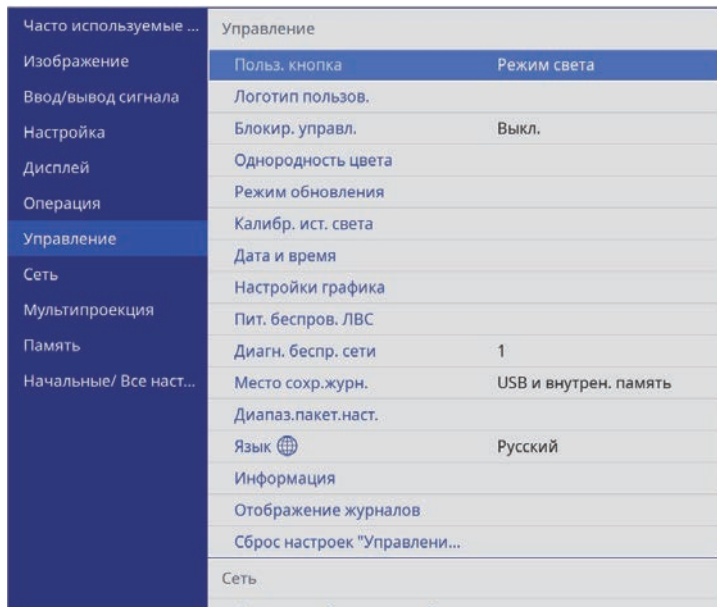 Часто используемые ...
Изображение
Ввод/вывод сигнала
Настройка
Дисплей
Операция
Управление
Сеть
Мультипроекция
Память
Начальные/ Все наст...
Управление
Польз. кнопка Режим света
Логотип пользов.
Блокир. управл. Выкл.
Однородность цвета
Режим обновления
Калибр. ист. света
Дата и время
Настройки графика
Пит. беспров. ЛВС
Диагн. беспр. сети 1
Место сохр.журн. USB и внутрен. память
Диапаз.пакет.наст.
Язык Русский
Информация
Отображение журналов
Сброс настроек "Управлени...
Сеть